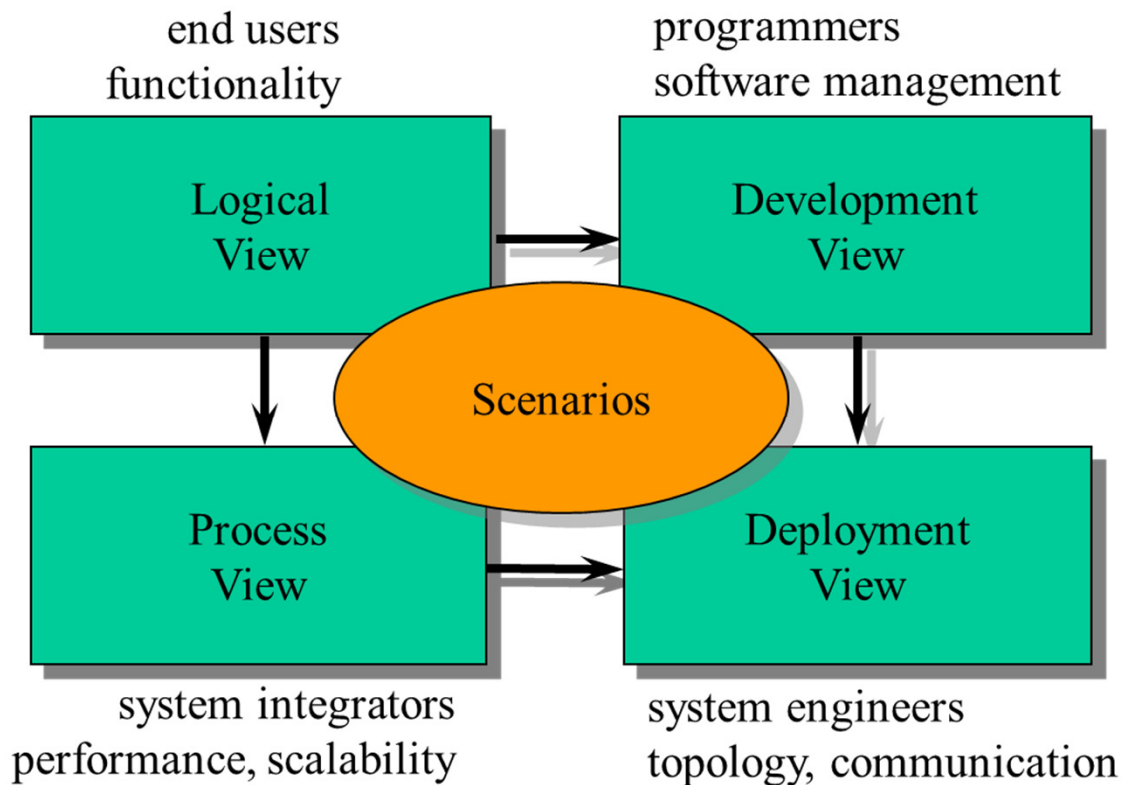 end users
functionality
programmers
software management
Logical
View
Development
View
Scenarios
Process
View
Deployment
View
system integrators
performance, scalability
system engineers
topology, communication